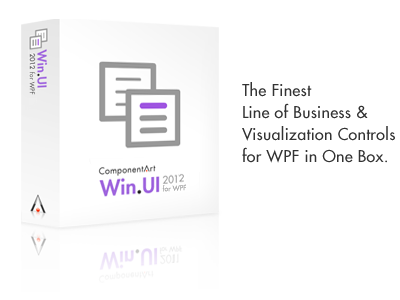 Win.UI
2012 for WPF
ComponentArt
Win.UI 2012
for WPF
The Finest
Line of Business &
Visualization Controls
for WPF in One Box.